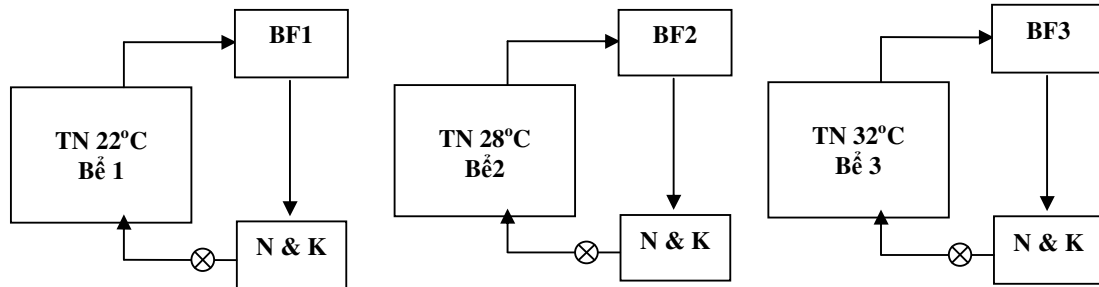 BF1
TN 22°C
Bể 1
N & K
BF2
TN 28°C
Bể2
N & K
BF3
TN 32°C
Bể 3
N & K